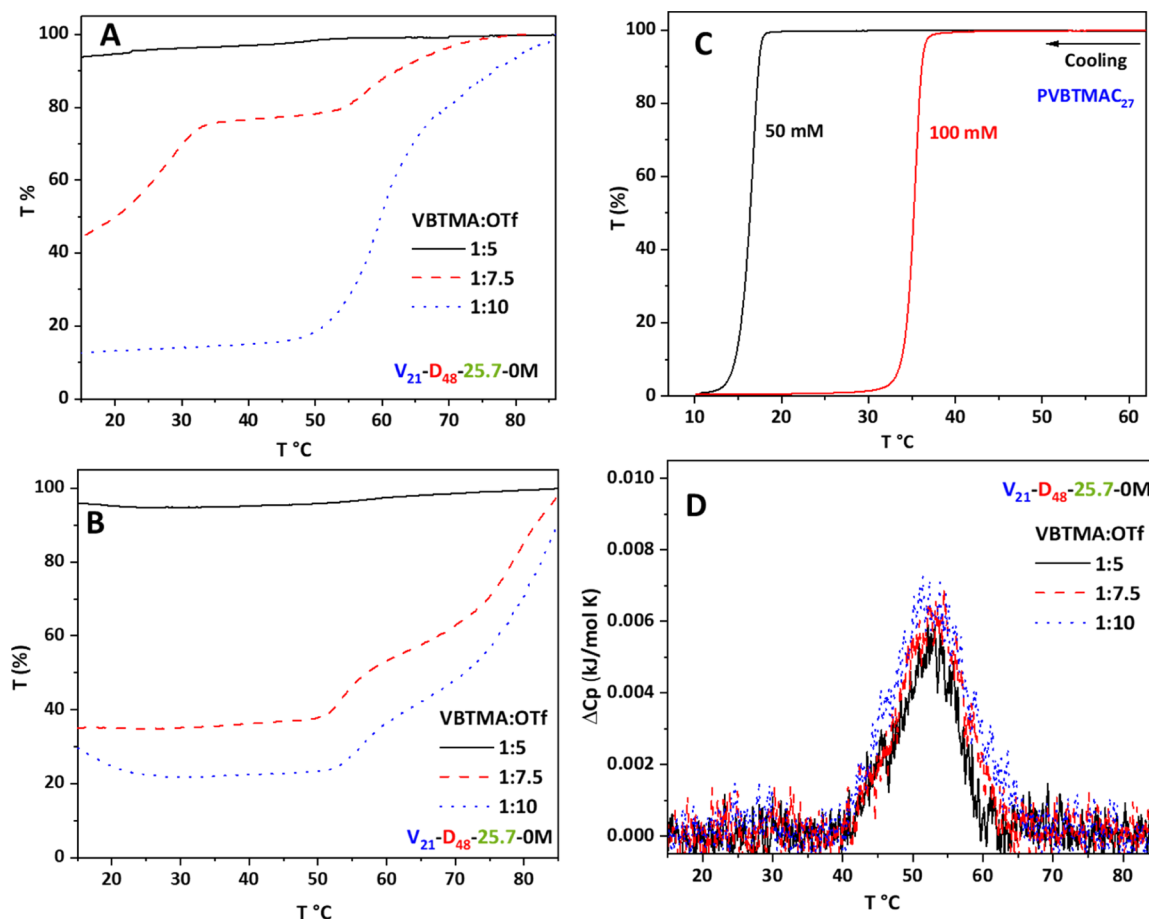 A
100
80
60
40
20
0
T %
VBTMA:OTf
1:5
1:7.5
1:10
V21-D48-25.7-0M
20 30 40 50 60 70 80
T °C
C
100
80
60
40
20
0
T (%)
Cooling
PVBTMAC27
50 mM
100 mM
10 20 30 40 50 60
T °C
B
100
80
60
40
20
0
T (%)
VBTMA:OTf
1:5
1:7.5
1:10
V21-D48-25.7-0M
20 30 40 50 60 70 80
T °C
D
0.010
0.008
0.006
0.004
0.002
0.000
ΔCp (kJ/mol K)
V21-D48-25.7-0M
VBTMA:OTf
1:5
1:7.5
1:10
20 30 40 50 60 70 80
T °C